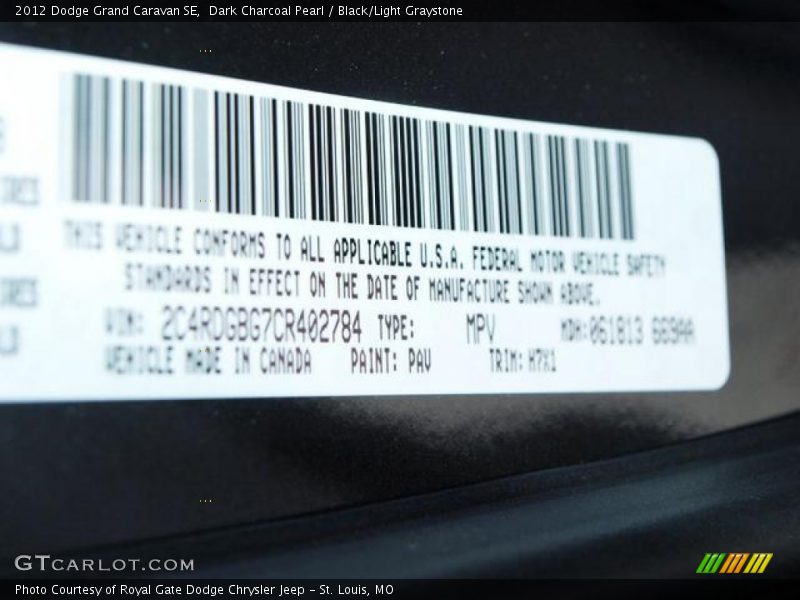 2012 Dodge Grand Caravan SE,  Dark Charcoal Pearl / Black/Light Graystone
THIS VEHICLE CONFORMS TO ALL APPLICABLE U.S.A. FEDERAL MOTOR VEHICLE SAFETY
STANDARDS IN EFFECT ON THE DATE OF MANUFACTURE SHOWN ABOVE.
VIN: 2C4RDGBG7CR402784 TYPE: MPV MDH:061813 669AA
VEHICLE MADE IN CANADA PAINT: PAV TRIM: H7X1
GTCARLOT.COM
Photo Courtesy of Royal Gate Dodge Chrysler Jeep - St. Louis, MO